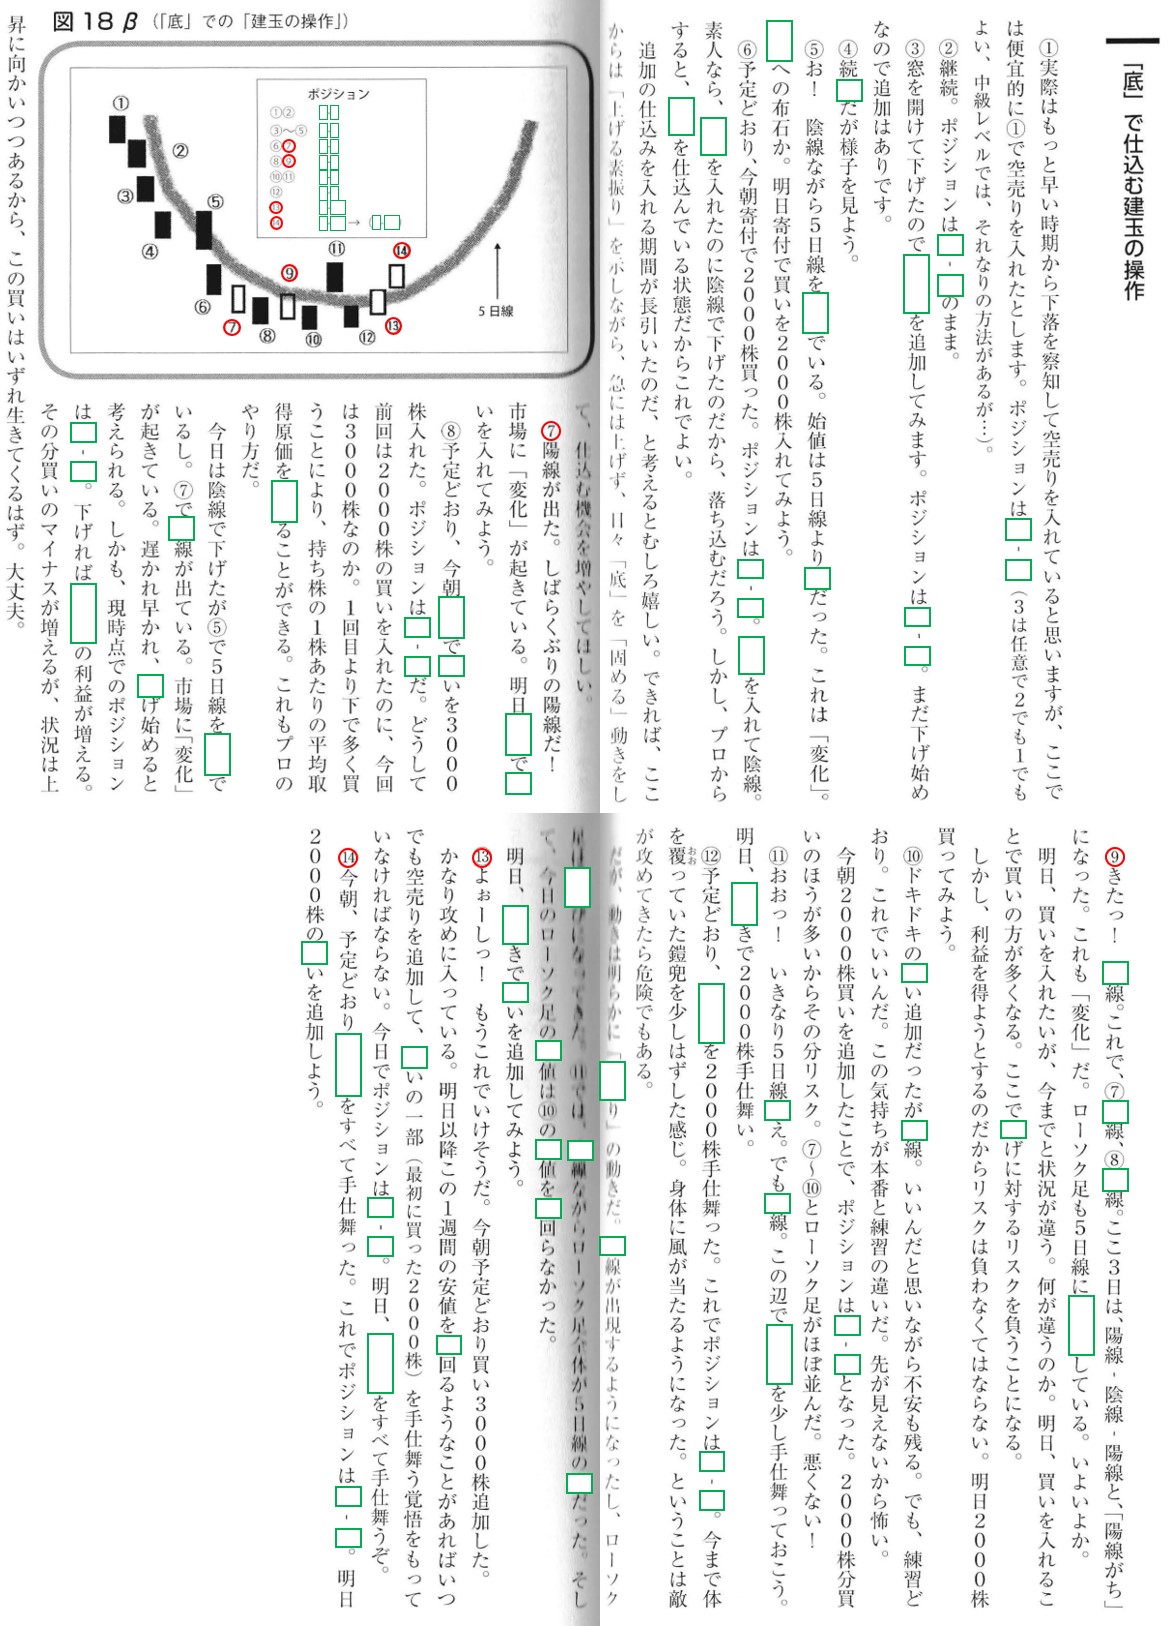 「底」で仕込む建玉の操作
①実際はもっと早い時期から下落を察知して空売りを入れていると思いますが、ここで
は便宜的に①で空売りを入れたとします。ポジションは - （3は任意で2でも1でも
よい、中級レベルでは、それなりの方法があるが…）。
②継続。ポジションは - のまま。
③窓を開けて下げたので を追加してみます。ポジションは - 。まだ下げ始め
なので追加はありです。
④続 だが様子を見よう。
⑤お！　陰線ながら5日線を でいる。始値は5日線より だった。これは「変化」。
 への布石か。明日寄付で買いを2000株入れてみよう。
⑥予定どおり、今朝寄付で2000株買った。ポジションは - 。 を入れて陰線。
素人なら、 を入れたのに陰線で下げたのだから、落ち込むだろう。しかし、プロから
すると、 を仕込んでいる状態だからこれでよい。
追加の仕込みを入れる期間が長引いたのだ、と考えるとむしろ嬉しい。できれば、ここ
からは「上げる素振り」を示しながら、急には上げず、日々「底」を「固める」動きをし
図 18 β （「底」での「建玉の操作」）
ポジション
①②
③〜⑤
⑥⑦
⑧⑨
⑩⑪
⑫
⑬
⑭ → ( )
①
②
③
④
⑤
⑥
⑦
⑧
⑨
⑩
⑪
⑫
⑬
⑭
5日線
て、仕込む機会を増やしてほしい。
⑦陽線が出た。しばらくぶりの陽線だ！
市場に「変化」が起きている。明日 で
いを入れてみよう。
⑧予定どおり、今朝 で いを3000
株入れた。ポジションは - だ。どうして
前回は2000株の買いを入れたのに、今回
は3000株なのか。1回目より下で多く買
うことにより、持ち株の1株あたりの平均取
得原価を ることができる。これもプロの
やり方だ。
今日は陰線で下げたが⑤で5日線を で
いるし。⑦で 線が出ている。市場に「変化」
が起きている。遅かれ早かれ、 げ始めると
考えられる。しかも、現時点でのポジション
は - 。下げれば の利益が増える。
その分買いのマイナスが増えるが、状況は上
昇に向かいつつあるから、この買いはいずれ生きてくるはず。大丈夫。
⑨きたっ！　 線。これで、⑦ 線、⑧ 線。ここ3日は、陽線-陰線-陽線と、「陽線がち」
になった。これも「変化」だ。ローソク足も5日線に している。いよいよか。
明日、買いを入れたいが、今までと状況が違う。何が違うのか。明日、買いを入れるこ
とで買いの方が多くなる。ここで げに対するリスクを負うことになる。
しかし、利益を得ようとするのだからリスクは負わなくてはならない。明日2000株
買ってみよう。
⑩ドキドキの い追加だったが 線。いいんだと思いながら不安も残る。でも、練習ど
おり。これでいいんだ。この気持ちが本番と練習の違いだ。先が見えないから怖い。
今朝2000株買いを追加したことで、ポジションは - となった。2000株分買
いのほうが多いからその分リスク。⑦〜⑩とローソク足がほぼ並んだ。悪くない！
⑪おおっ！　いきなり5日線 え。でも 線。この辺で を少し手仕舞っておこう。
明日、 きで2000株手仕舞い。
⑫予定どおり、 を2000株手仕舞った。これでポジションは - 。今まで体
を覆おおっていた鎧兜を少しはずした感じ。身体に風が当たるようになった。ということは敵
が攻めてきたら危険でもある。
だが、動きは明らかに「 り」の動きだ。 線が出現するようになったし、ローソク
足は びになってきた。⑪では、 線ながらローソク足全体が5日線の だった。そし
て、今日のローソク足の 値は⑩の 値を 回らなかった。
明日、 きで いを追加してみよう。
⑬よぉーしっ！　もうこれでいけそうだ。今朝予定どおり買い3000株追加した。
かなり攻めに入っている。明日以降この1週間の安値を 回るようなことがあればいつ
でも空売りを追加して、 いの一部（最初に買った2000株）を手仕舞う覚悟をもって
いなければならない。今日でポジションは - 。明日、 をすべて手仕舞うぞ。
⑭今朝、予定どおり をすべて手仕舞った。これでポジションは - 。明日
2000株の いを追加しよう。